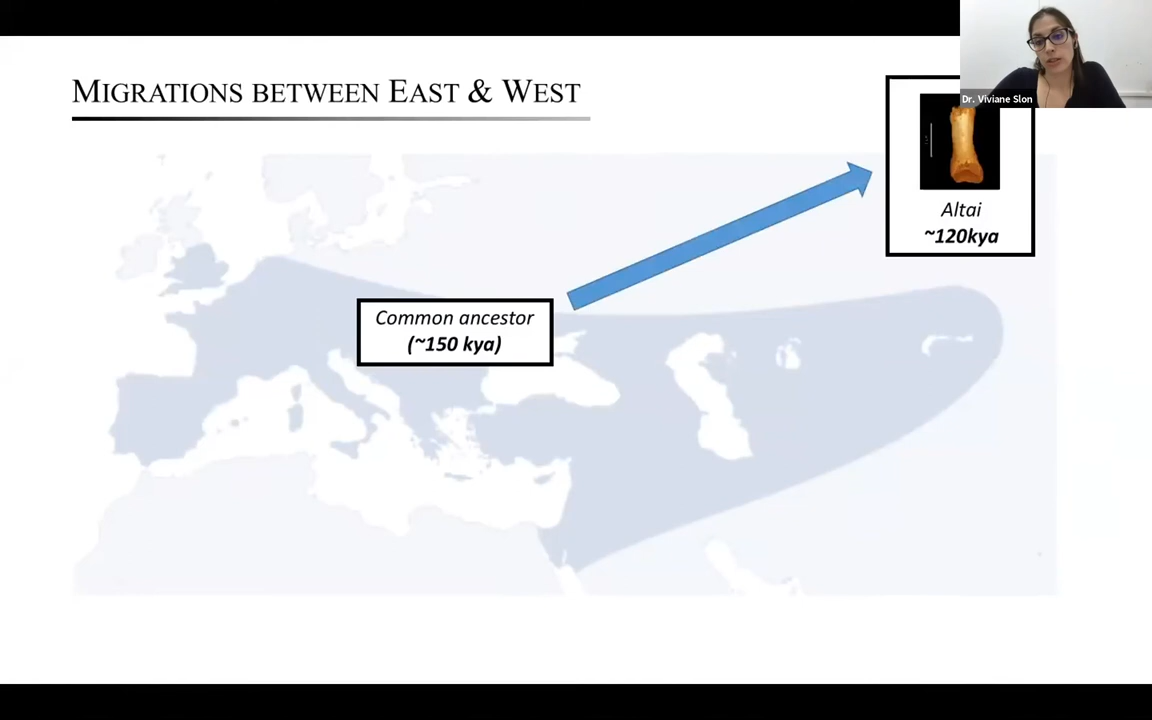 MIGRATIONS BETWEEN EAST & WEST
Dr. Viviane Slon
Altai
~120kya
Common ancestor
(~150 kya)